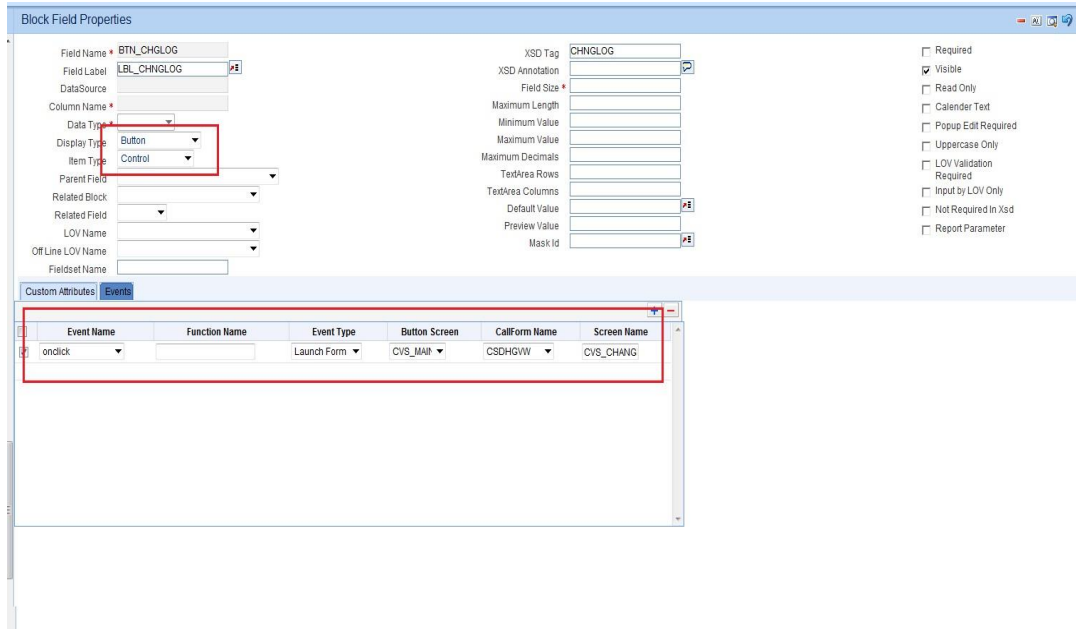 Block Field Properties
Field Name * BTN_CHGLOG
Field Label LBL_CHNGLOG
DataSource
Column Name *
Data Type *
Display Type Button
Item Type Control
Parent Field
Related Block
Related Field
LOV Name
Off Line LOV Name
Fieldset Name
XSD Tag CHNGLOG
XSD Annotation
Field Size *
Maximum Length
Minimum Value
Maximum Value
Maximum Decimals
TextArea Rows
TextArea Columns
Default Value
Preview Value
Mask Id
Required
Visible
Read Only
Calender Text
Popup Edit Required
Uppercase Only
LOV Validation
Required
Input by LOV Only
Not Required In Xsd
Report Parameter
Custom Attributes Events
Event Name Function Name Event Type Button Screen CallForm Name Screen Name
onclick Launch Form CVS_MAIN CSDHGVW CVS_CHANG